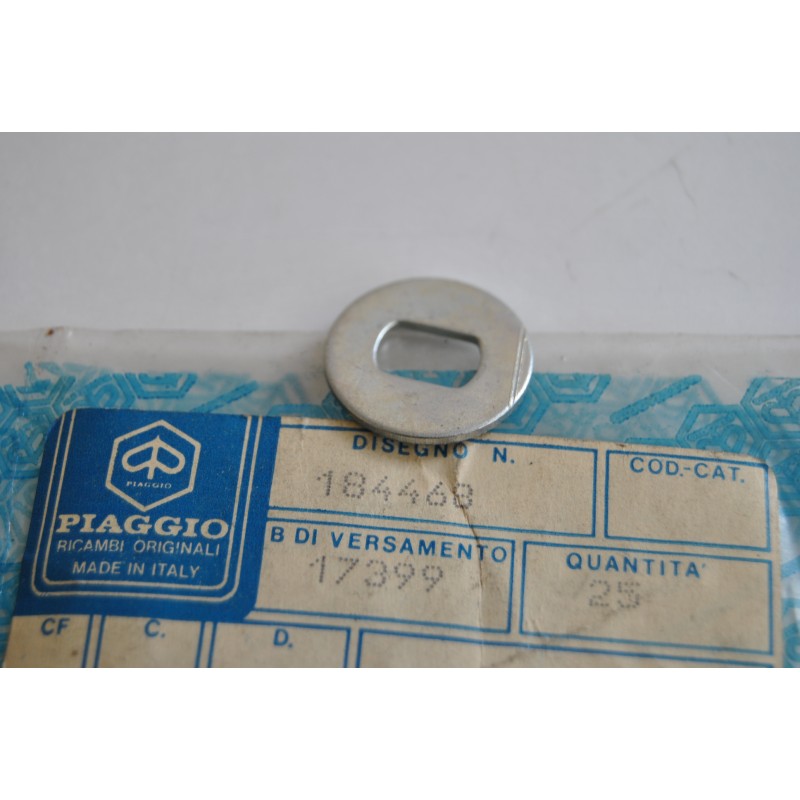 PIAGGIO
PIAGGIO
RICAMBI ORIGINALI
MADE IN ITALY
DISEGNO N.
184468
COD.-CAT.
B DI VERSAMENTO
17399
QUANTITA'
25
CF
C.
D.